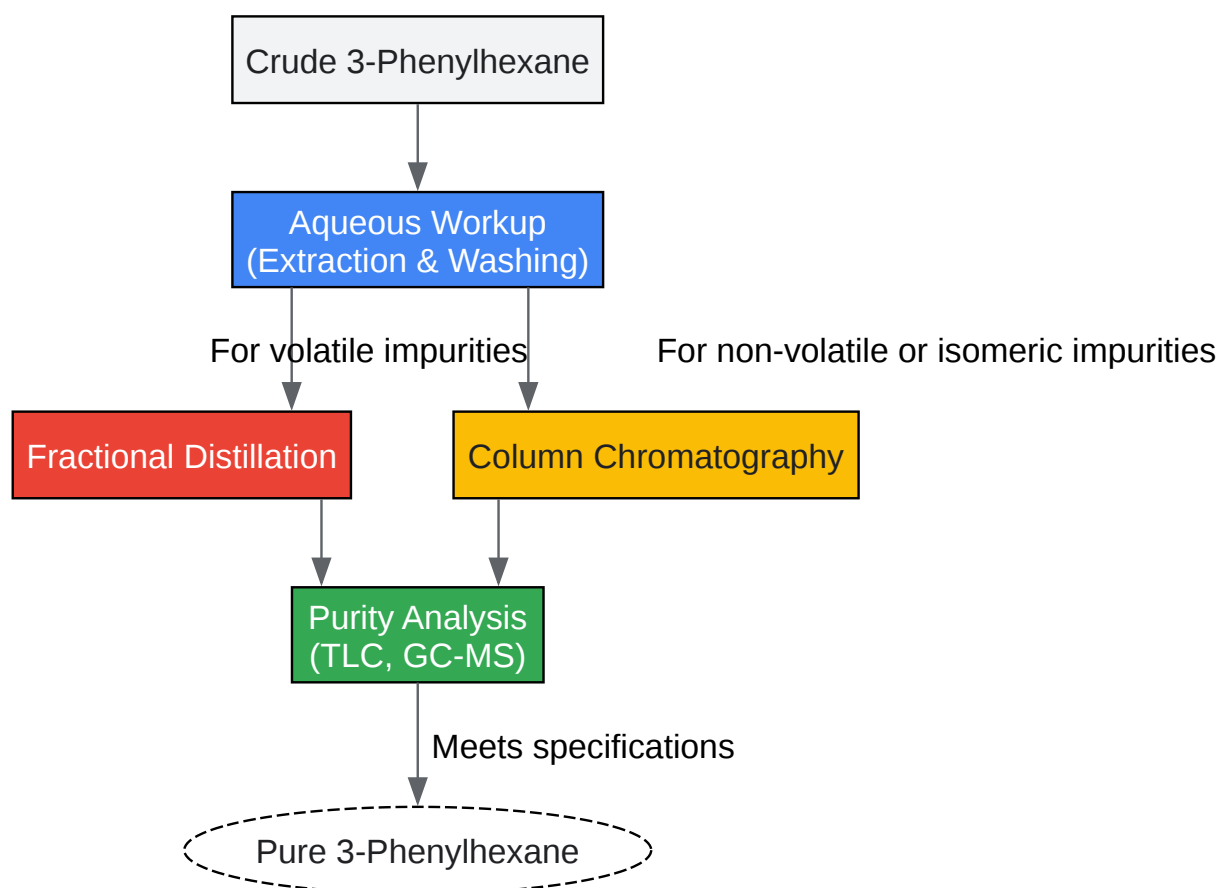 Crude 3-Phenylhexane
Aqueous Workup
(Extraction & Washing)
For volatile impurities
For non-volatile or isomeric impurities
Fractional Distillation
Column Chromatography
Purity Analysis
(TLC, GC-MS)
Meets specifications
Pure 3-Phenylhexane